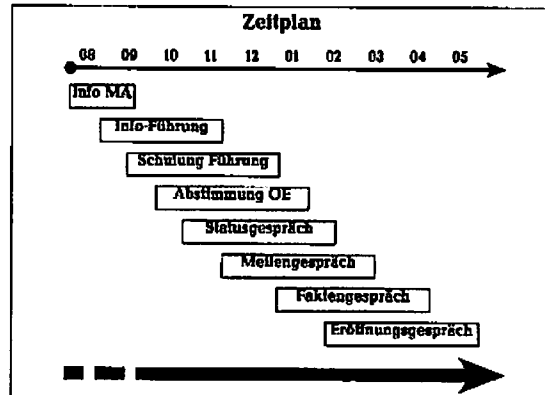 Zeitplan
08 09 10 11 12 01 02 03 04 05
Info MA
Info-Führung
Schulung Führung
Abstimmung OE
Statusgespräch
Meilengespräch
Faktengespräch
Eröffnungsgespräch